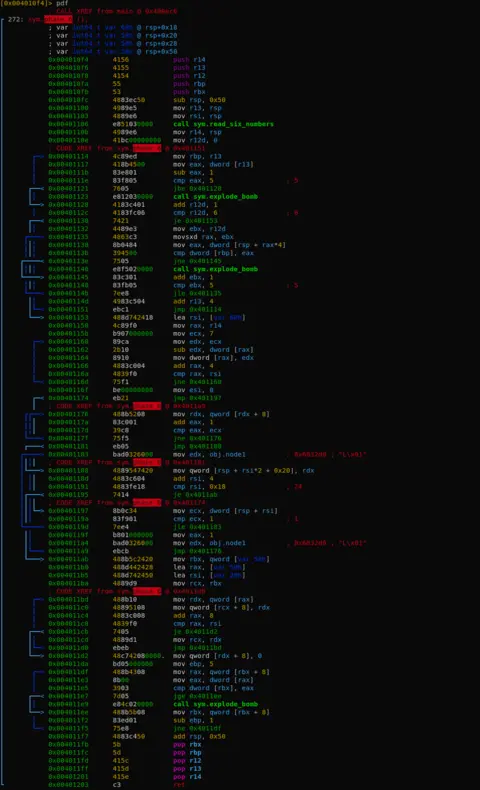 [0x004010f4]> pdf
; CALL XREF from main @
272: sym.phase_6 ();
; var int64_t var_18h @ rsp+0x18
; var int64_t var_20h @ rsp+0x20
; var int64_t var_28h @ rsp+0x28
; var int64_t var_50h @ rsp+0x50
0x004010f4 4156 push r14
0x004010f6 4155 push r13
0x004010f8 4154 push r12
0x004010fa 55 push rbp
0x004010fb 53 push rbx
0x004010fc 4883ec50 sub rsp, 0x50
0x00401100 4989e5 mov r13, rsp
0x00401103 4889e6 mov rsi, rsp
0x00401106 e851030000 call sym.read_six_numbers
0x0040110b 4989e6 mov r14, rsp
0x0040110e 41bc00000000 mov r12d, 0
; CODE XREF from sym.phase_6 @ 0x401151
0x00401114 4c89ed mov rbp, r13
0x00401117 418b4500 mov eax, dword [r13]
0x0040111b 83e801 sub eax, 1
0x0040111e 83f805 cmp eax, 5 ; 5
0x00401121 7605 jbe 0x401128
0x00401123 e812030000 call sym.explode_bomb
0x00401128 4183c401 add r12d, 1
0x0040112c 4183fc06 cmp r12d, 6 ; 6
0x00401130 7421 je 0x401153
0x00401132 4489e3 mov ebx, r12d
0x00401135 4863c3 movsxd rax, ebx
0x00401138 8b0484 mov eax, dword [rsp + rax*4]
0x0040113b 394500 cmp dword [rbp], eax
0x0040113e 7505 jne 0x401145
0x00401140 e8f5020000 call sym.explode_bomb
0x00401145 83c301 add ebx, 1
0x00401148 83fb05 cmp ebx, 5 ; 5
0x0040114b 7ee8 jle 0x401135
0x0040114d 4983c504 add r13, 4
0x00401151 ebc1 jmp 0x401114
0x00401153 488d742418 lea rsi, [var_18h]
0x00401158 4c89f0 mov rax, r14
0x0040115b b907000000 mov ecx, 7
0x00401160 89ca mov edx, ecx
0x00401162 2b10 sub edx, dword [rax]
0x00401164 8910 mov dword [rax], edx
0x00401166 4883c004 add rax, 4
0x0040116a 4839f0 cmp rax, rsi
0x0040116d 75f1 jne 0x401160
0x0040116f be00000000 mov esi, 0
0x00401174 eb21 jmp 0x401197
; CODE XREF from sym.phase_6 @ 0x4011a9
0x00401176 488b5208 mov rdx, qword [rdx + 8]
0x0040117a 83c001 add eax, 1
0x0040117d 39c8 cmp eax, ecx
0x0040117f 75f5 jne 0x401176
0x00401181 eb05 jmp 0x401188
0x00401183 bad0326000 mov edx, obj.node1 ; 0x6032d0 ; "L\x01"
; CODE XREF from sym.phase_6 @ 0x401181
0x00401188 4889547420 mov qword [rsp + rsi*2 + 0x20], rdx
0x0040118d 4883c604 add rsi, 4
0x00401191 4883fe18 cmp rsi, 0x18 ; 24
0x00401195 7414 je 0x4011ab
; CODE XREF from sym.phase_6 @ 0x401174
0x00401197 8b0c34 mov ecx, dword [rsp + rsi]
0x0040119a 83f901 cmp ecx, 1 ; 1
0x0040119d 7ee4 jle 0x401183
0x0040119f b801000000 mov eax, 1
0x004011a4 bad0326000 mov edx, obj.node1 ; 0x6032d0 ; "L\x01"
0x004011a9 ebcb jmp 0x401176
0x004011ab 488b5c2420 mov rbx, qword [var_20h]
0x004011b0 488d442428 lea rax, [var_28h]
0x004011b5 488d742450 lea rsi, [var_50h]
0x004011ba 4889d9 mov rcx, rbx
; CODE XREF from sym.phase_6 @ 0x4011d0
0x004011bd 488b10 mov rdx, qword [rax]
0x004011c0 48895108 mov qword [rcx + 8], rdx
0x004011c4 4883c008 add rax, 8
0x004011c8 4839f0 cmp rax, rsi
0x004011cb 7405 je 0x4011d2
0x004011cd 4889d1 mov rcx, rdx
0x004011d0 ebeb jmp 0x4011bd
0x004011d2 48c742080000. mov qword [rdx + 8], 0
0x004011da bd05000000 mov ebp, 5
0x004011df 488b4308 mov rax, qword [rbx + 8]
0x004011e3 8b00 mov eax, dword [rax]
0x004011e5 3903 cmp dword [rbx], eax
0x004011e7 7d05 jge 0x4011ee
0x004011e9 e84c020000 call sym.explode_bomb
0x004011ee 488b5b08 mov rbx, qword [rbx + 8]
0x004011f2 83ed01 sub ebp, 1
0x004011f5 75e8 jne 0x4011df
0x004011f7 4883c450 add rsp, 0x50
0x004011fb 5b pop rbx
0x004011fc 5d pop rbp
0x004011fd 415c pop r12
0x004011ff 415d pop r13
0x00401201 415e pop r14
0x00401203 c3 ret